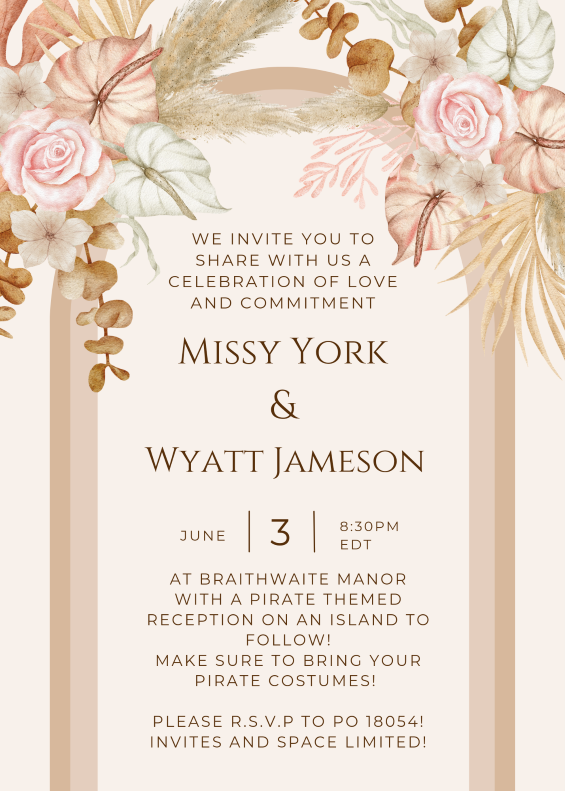 WE INVITE YOU TO
SHARE WITH US A
CELEBRATION OF LOVE
AND COMMITMENT
MISSY YORK
&
WYATT JAMESON
JUNE
3
8:30PM
EDT
AT BRAITHWAITE MANOR
WITH A PIRATE THEMED
RECEPTION ON AN ISLAND TO
FOLLOW!
MAKE SURE TO BRING YOUR
PIRATE COSTUMES!
PLEASE R.S.V.P TO PO 18054!
INVITES AND SPACE LIMITED!